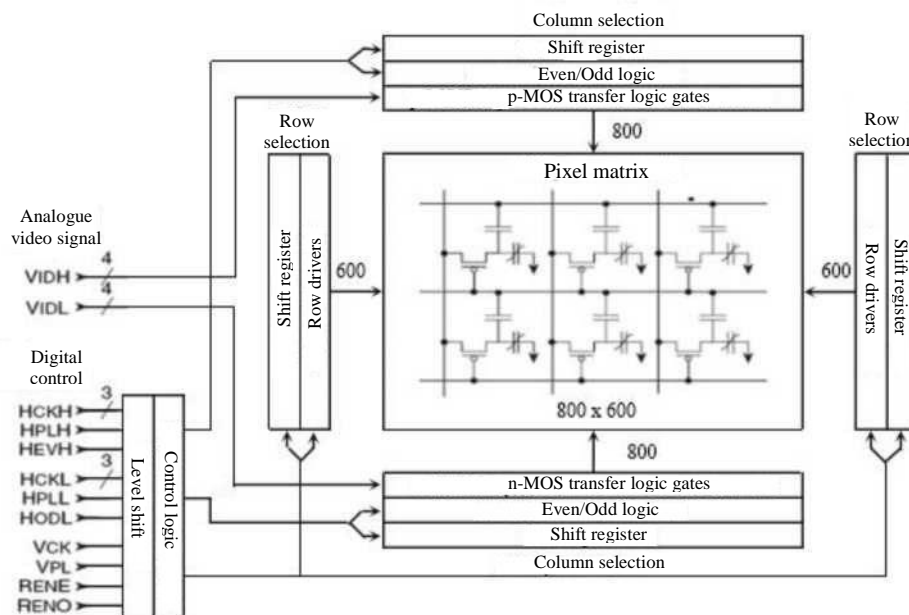 Column selection
Shift register
Even/Odd logic
p-MOS transfer logic gates
800
Row
selection
Row
selection
Pixel matrix
Shift register
Row drivers
600
600
Row drivers
Shift register
Analogue
video signal
4
VIDH
4
VIDL
Digital
control
3
HCKH
HPLH
HEVH
3
HCKL
HPLL
HODL
VCK
VPL
RENE
RENO
Level shift
Control logic
800 x 600
800
n-MOS transfer logic gates
Even/Odd logic
Shift register
Column selection